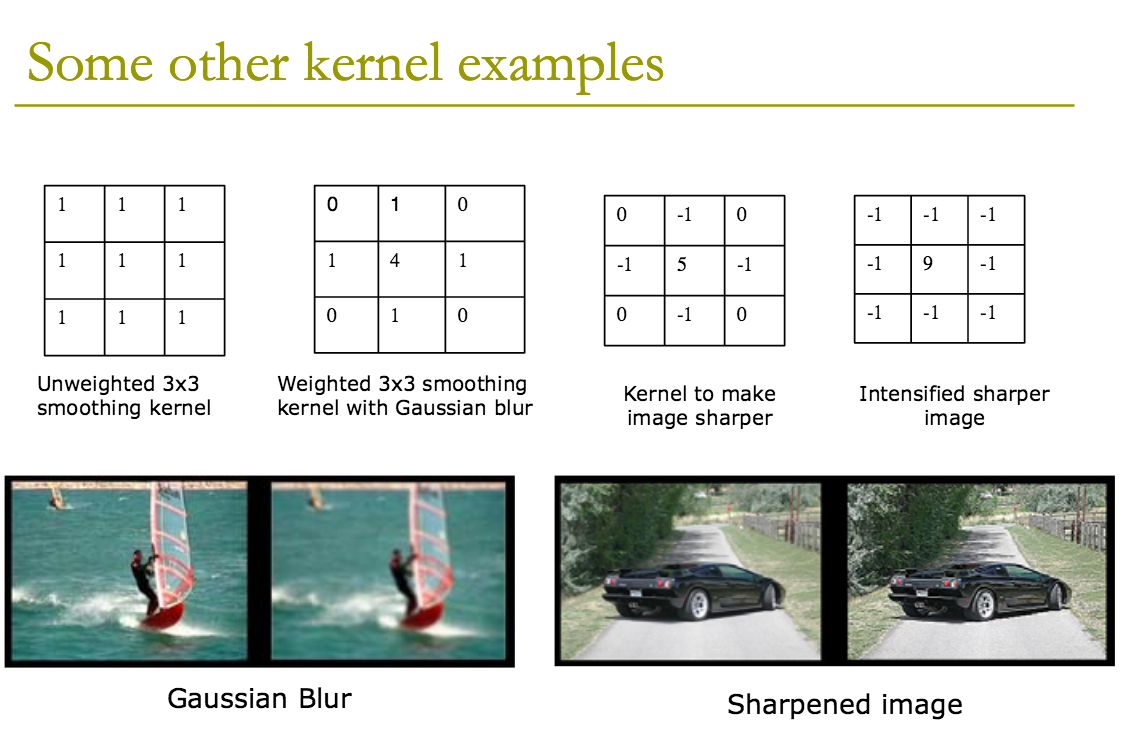 Some other kernel examples
1 1 1
1 1 1
1 1 1
Unweighted 3x3
smoothing kernel
0 1 0
1 4 1
0 1 0
Weighted 3x3 smoothing
kernel with Gaussian blur
0 -1 0
-1 5 -1
0 -1 0
Kernel to make
image sharper
-1 -1 -1
-1 9 -1
-1 -1 -1
Intensified sharper
image
Gaussian Blur
Sharpened image